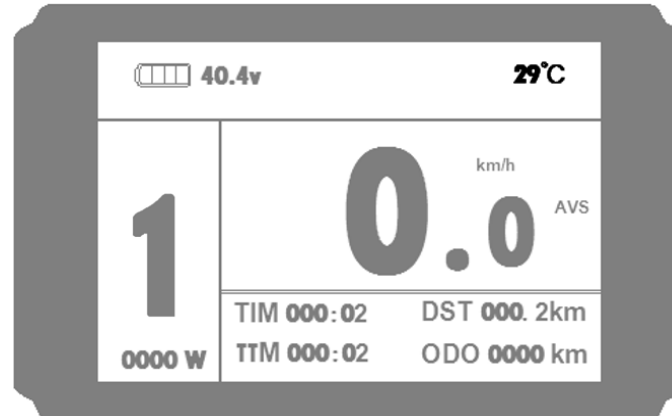 40.4v 29°C
km/h
1 0.0 AVS
TIM 000:02 DST 000. 2km
0000 W TTM 000:02 ODO 0000 km